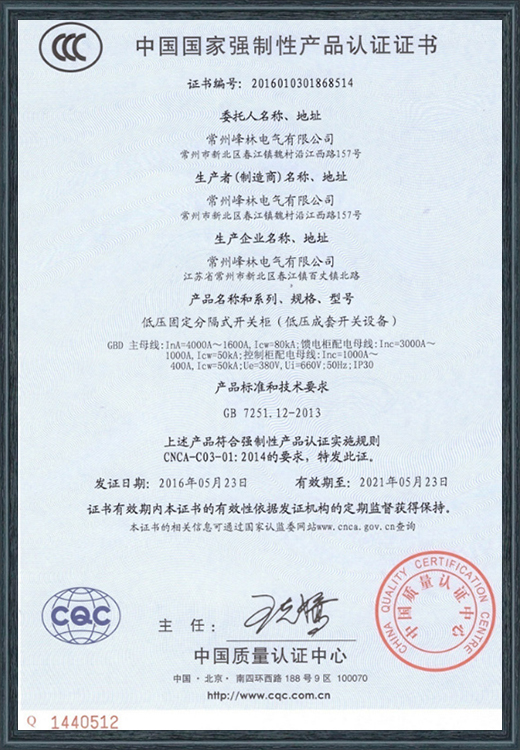 CCC
中国国家强制性产品认证证书
证书编号: 2016010301868514
委托人名称、地址
常州峰林电气有限公司
常州市新北区春江镇魏村沿江西路157号
生产者(制造商)名称、地址
常州峰林电气有限公司
常州市新北区春江镇魏村沿江西路157号
生产企业名称、地址
常州峰林电气有限公司
江苏省常州市新北区春江镇百丈镇北路
产品名称和系列、规格、型号
低压固定分隔式开关柜(低压成套开关设备)
GBD 主母线:InA=4000A～1600A,Icw=80kA;馈电柜配电母线:Inc=3000A～
1000A,Icw=50kA;控制柜配电母线:Inc=1000A～
400A,Icw=50kA;Ue=380V,Ui=660V;50Hz;IP30
产品标准和技术要求
GB 7251.12-2013
上述产品符合强制性产品认证实施规则
CNCA-C03-01:2014的要求，特发此证。
发证日期: 2016年05月23日 有效期至: 2021年05月23日
证书有效期内本证书的有效性依据发证机构的定期监督获得保持。
本证书的相关信息可通过国家认监委网站www.cnca.gov.cn查询
CQC
主 任:
中国质量认证中心
中国·北京·南四环西路188号9区 100070
http://www.cqc.com.cn
CHINA QUALITY CERTIFICATION CENTRE
中国质量认证中心
Q 1440512